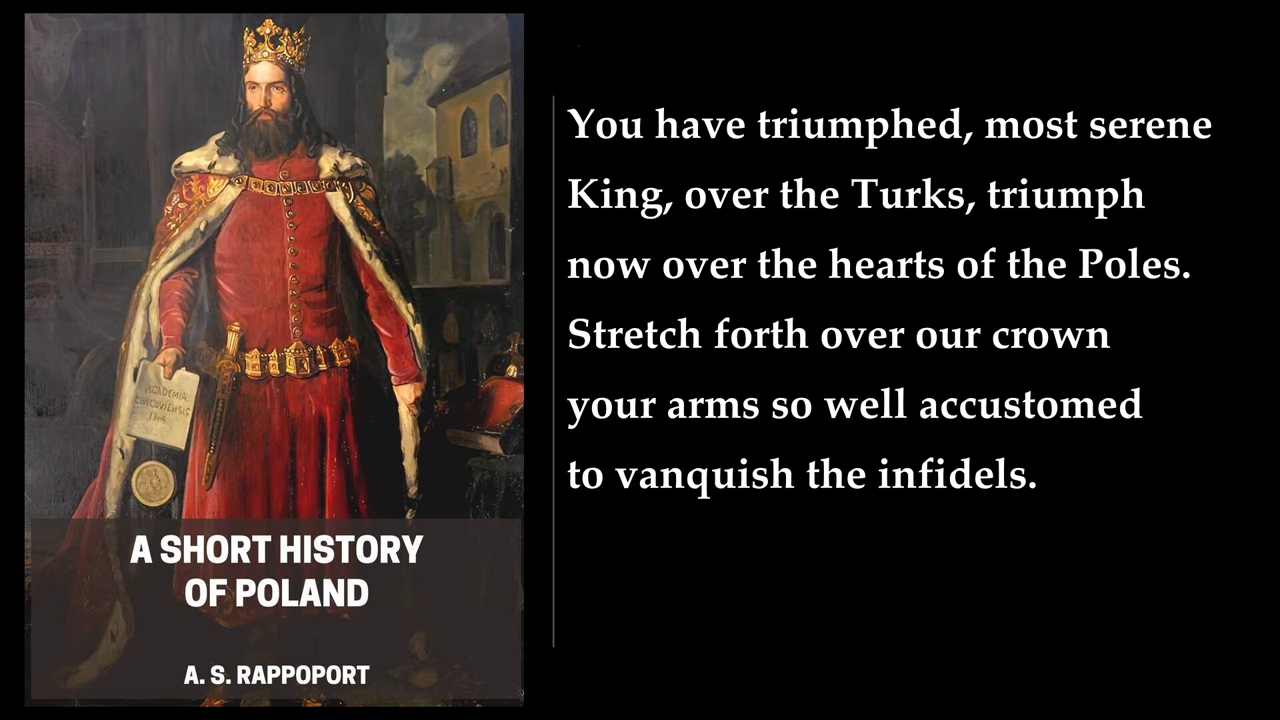 ACADEMIA
A SHORT HISTORY
OF POLAND
A. S. RAPPOPORT
You have triumphed, most serene
King, over the Turks, triumph
now over the hearts of the Poles.
Stretch forth over our crown
your arms so well accustomed
to vanquish the infidels.